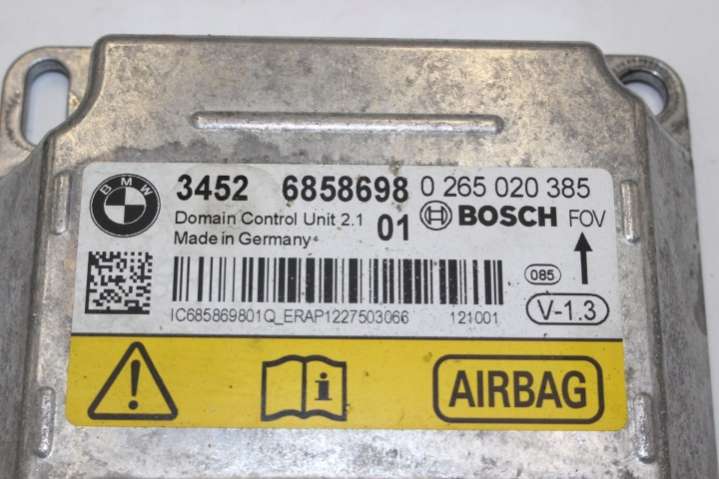 BMW
3452 6858698 0 265 020 385
Domain Control Unit 2.1 01 BOSCH FOV
Made in Germany
085
IC685869801Q_ERAP1227503066 121001 V-1.3
i AIRBAG